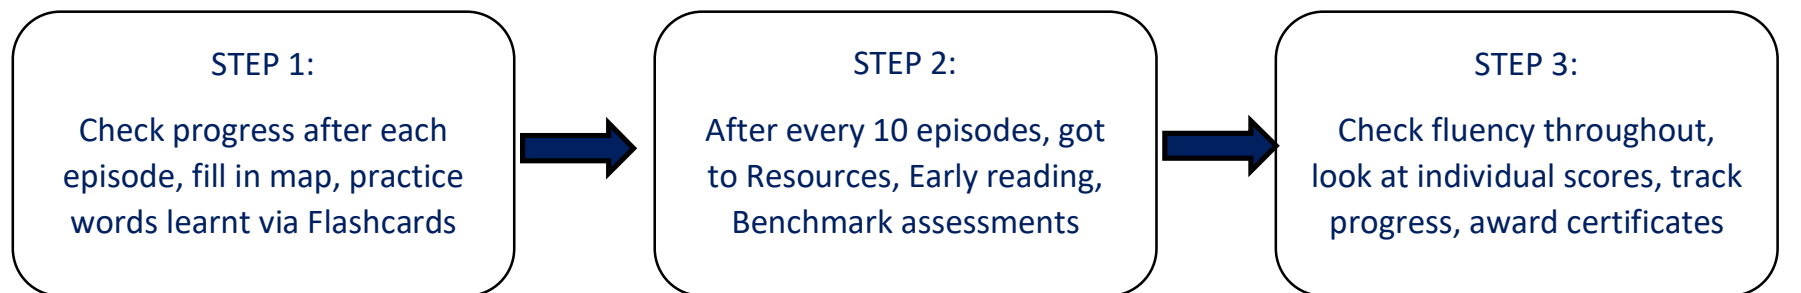 STEP 1:
Check progress after each
episode, fill in map, practice
words learnt via Flashcards
STEP 2:
After every 10 episodes, got
to Resources, Early reading,
Benchmark assessments
STEP 3:
Check fluency throughout,
look at individual scores, track
progress, award certificates